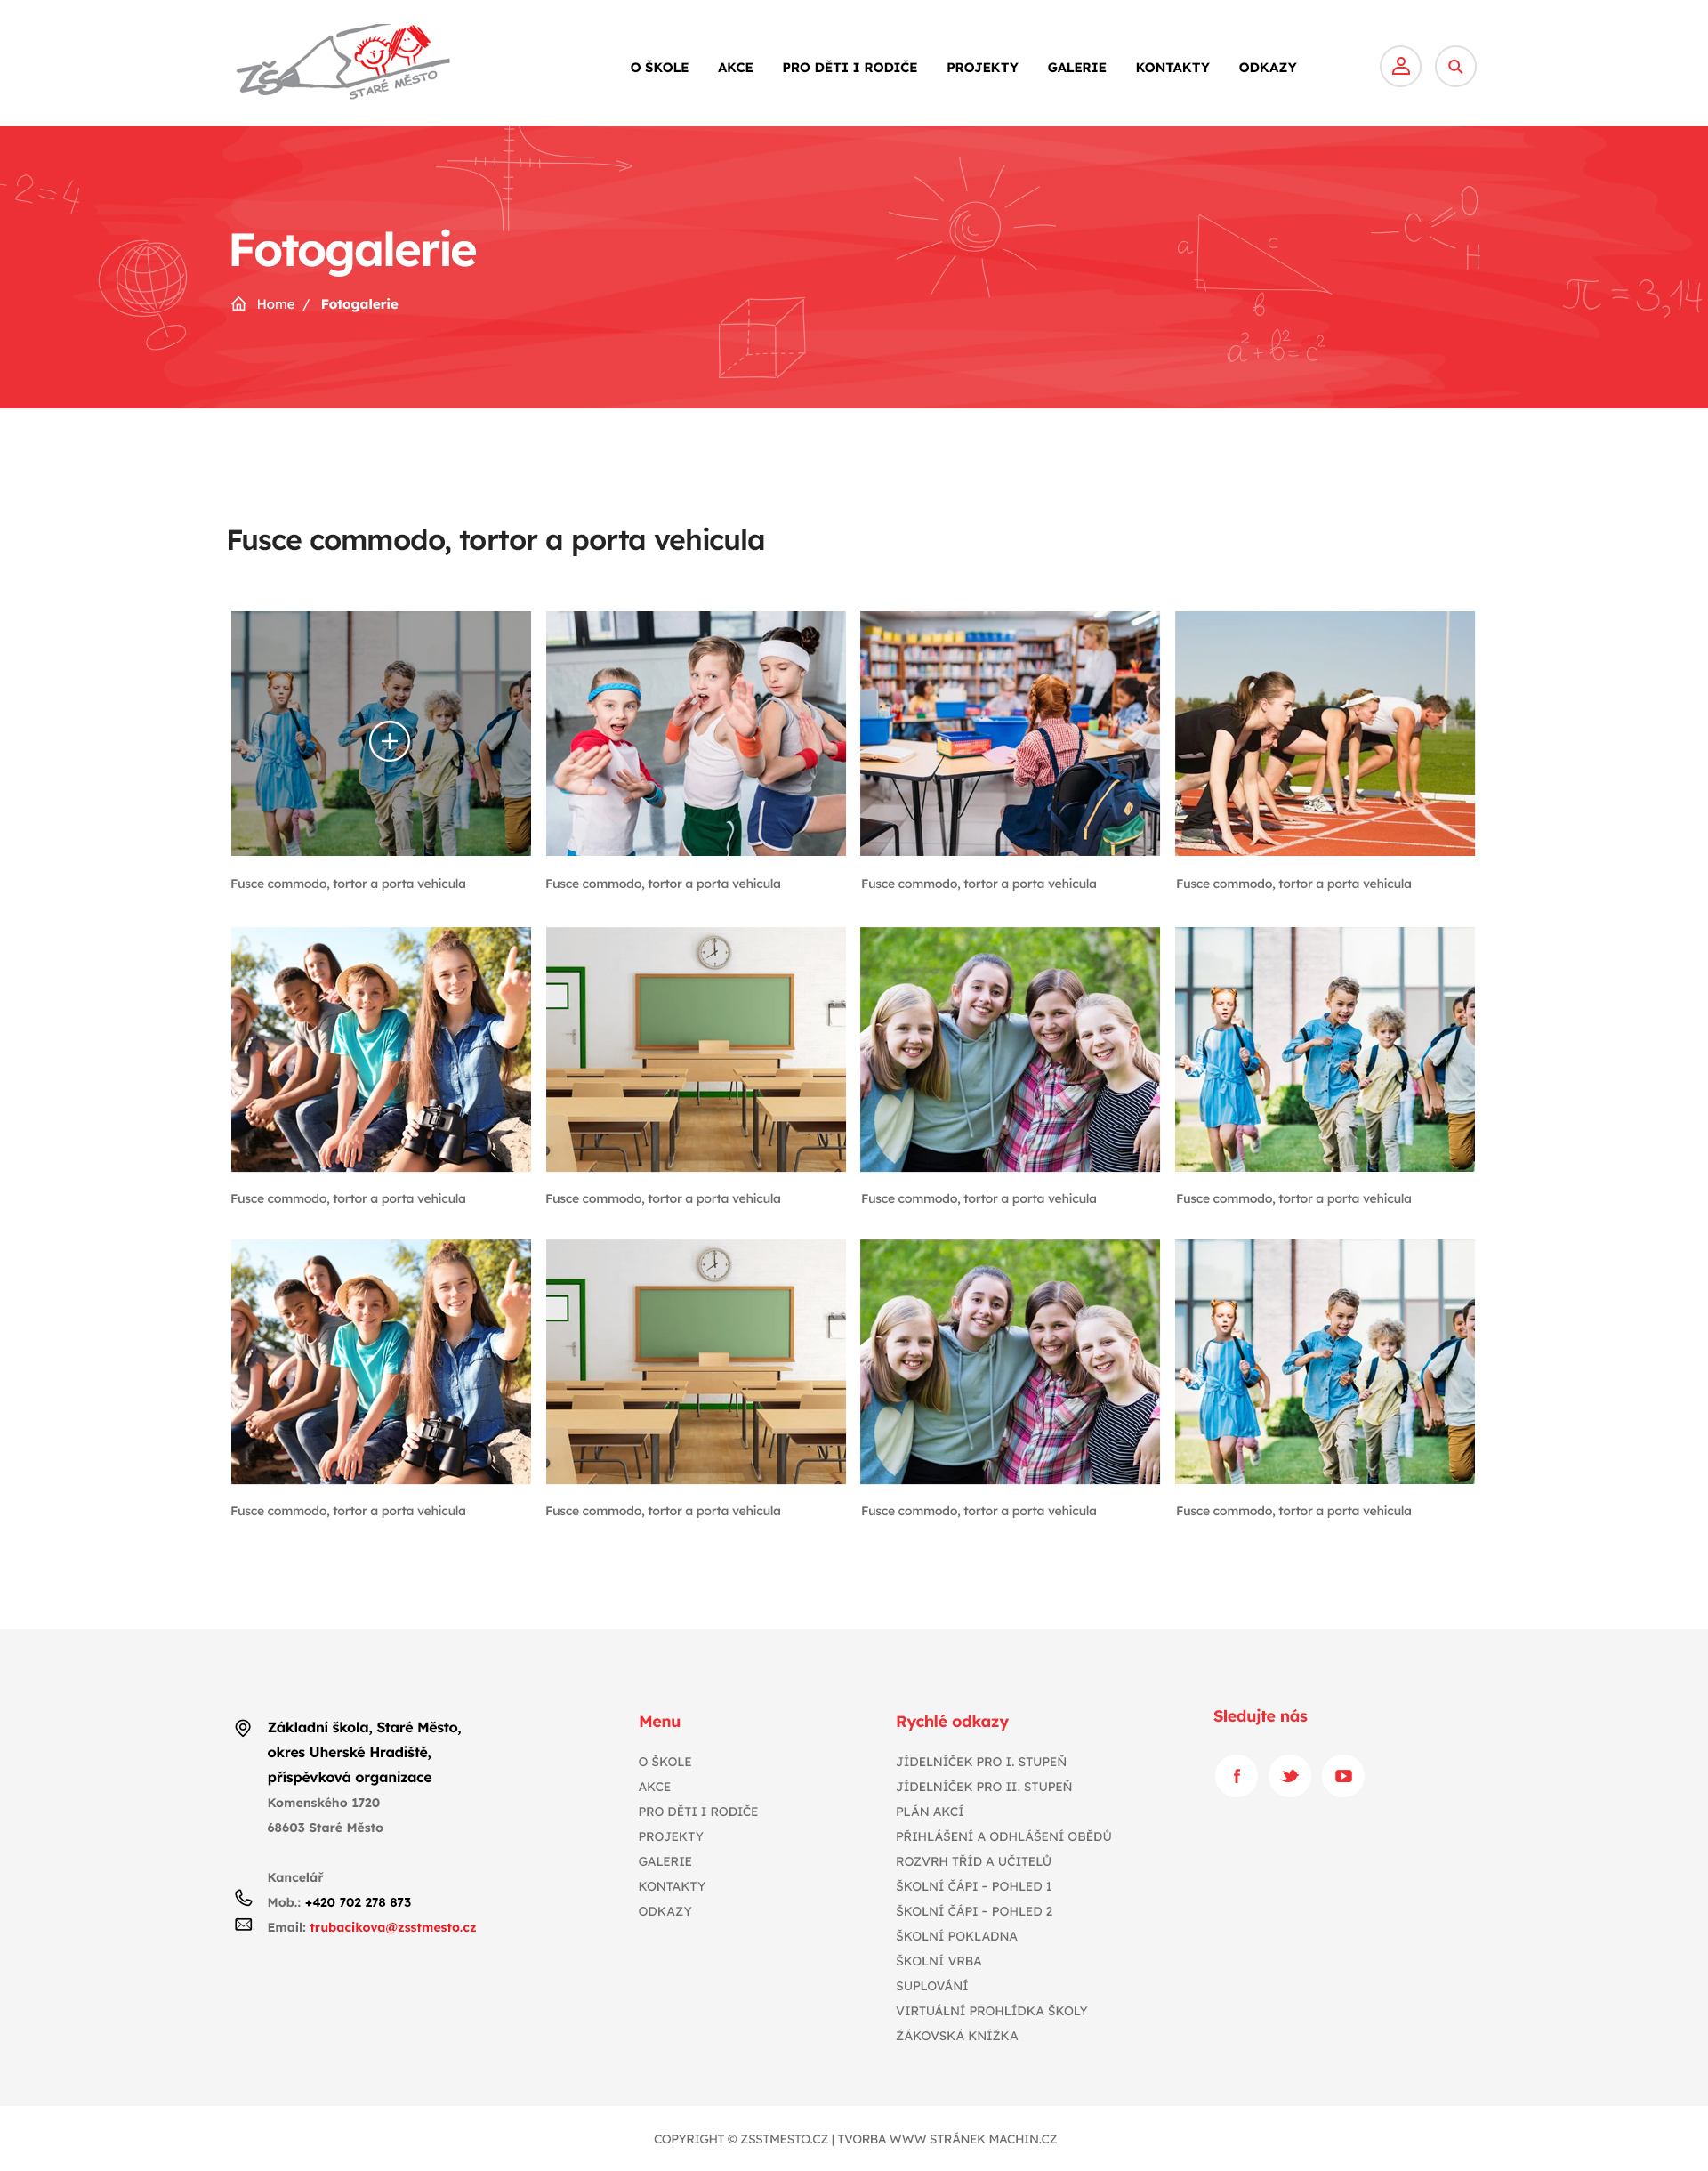 ZŠ
STARÉ MĚSTO
O ŠKOLE AKCE PRO DĚTI I RODIČE PROJEKTY GALERIE KONTAKTY ODKAZY
2=4
a
c
b
a²+b²=c²
C
O
H
π=3,14
Fotogalerie
Home / Fotogalerie
Fusce commodo, tortor a porta vehicula
Fusce commodo, tortor a porta vehicula
Fusce commodo, tortor a porta vehicula
Fusce commodo, tortor a porta vehicula
Fusce commodo, tortor a porta vehicula
Fusce commodo, tortor a porta vehicula
Fusce commodo, tortor a porta vehicula
Fusce commodo, tortor a porta vehicula
Fusce commodo, tortor a porta vehicula
Fusce commodo, tortor a porta vehicula
Fusce commodo, tortor a porta vehicula
Fusce commodo, tortor a porta vehicula
Fusce commodo, tortor a porta vehicula
Základní škola, Staré Město,
okres Uherské Hradiště,
příspěvková organizace
Komenského 1720
68603 Staré Město
Kancelář
Mob.: +420 702 278 873
Email: trubacikova@zsstmesto.cz
Menu
O ŠKOLE
AKCE
PRO DĚTI I RODIČE
PROJEKTY
GALERIE
KONTAKTY
ODKAZY
Rychlé odkazy
JÍDELNÍČEK PRO I. STUPEŇ
JÍDELNÍČEK PRO II. STUPEŇ
PLÁN AKCÍ
PŘIHLÁŠENÍ A ODHLÁŠENÍ OBĚDŮ
ROZVRH TŘÍD A UČITELŮ
ŠKOLNÍ ČÁPI – POHLED 1
ŠKOLNÍ ČÁPI – POHLED 2
ŠKOLNÍ POKLADNA
ŠKOLNÍ VRBA
SUPLOVÁNÍ
VIRTUÁLNÍ PROHLÍDKA ŠKOLY
ŽÁKOVSKÁ KNÍŽKA
Sledujte nás
COPYRIGHT © ZSSTMESTO.CZ | TVORBA WWW STRÁNEK MACHIN.CZ